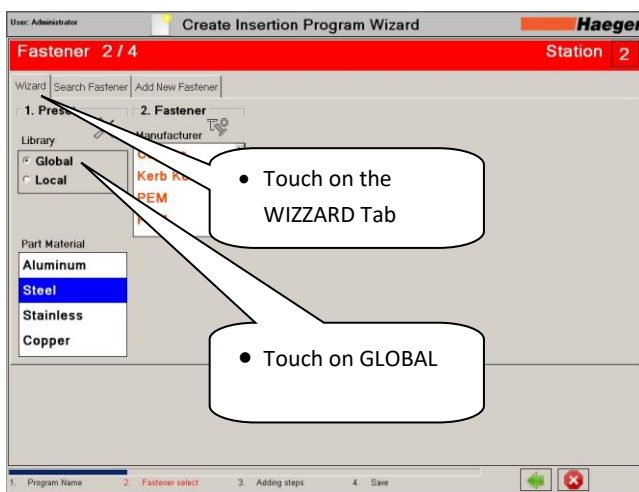 User: Administrator
Create Insertion Program Wizard
Haeger
Fastener 2 / 4
Station 2
Wizard
Search Fastener
Add New Fastener
1. Prese
2. Fastener
Library
Manufacturer
Global
Local
Kerb K
PEM
• Touch on the
WIZZARD Tab
Part Material
Aluminum
Steel
Stainless
Copper
• Touch on GLOBAL
1. Program Name
2. Fastener select
3. Adding steps
4. Save